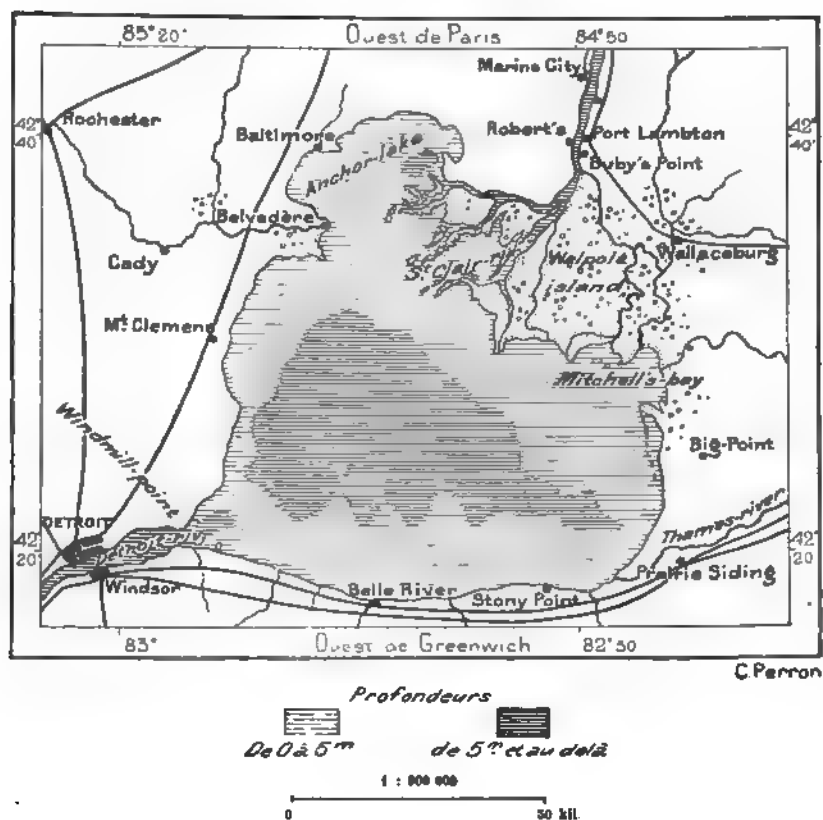 85° 20'
Ouest de Paris
84° 50
Marine City
Rochester
42° 40'
Baltimore
Robert's
Port Lambton
42° 40'
Anchor-lake
Buby's Point
Belvedère
Cady
St Clair
Walpole Island
Wallaceburg
Mt Clemens
Mitchell's-bay
Windmill-Point
Big-Point
DETROIT
Detroit-riv.
42° 20'
Thames-river
42° 20
Windsor
Belle River
Stony Point
Prairie Siding
83°
Ouest de Greenwich
82° 30
C. Perron
Profondeurs
De 0 à 5m
de 5m et au delà
0
kil.